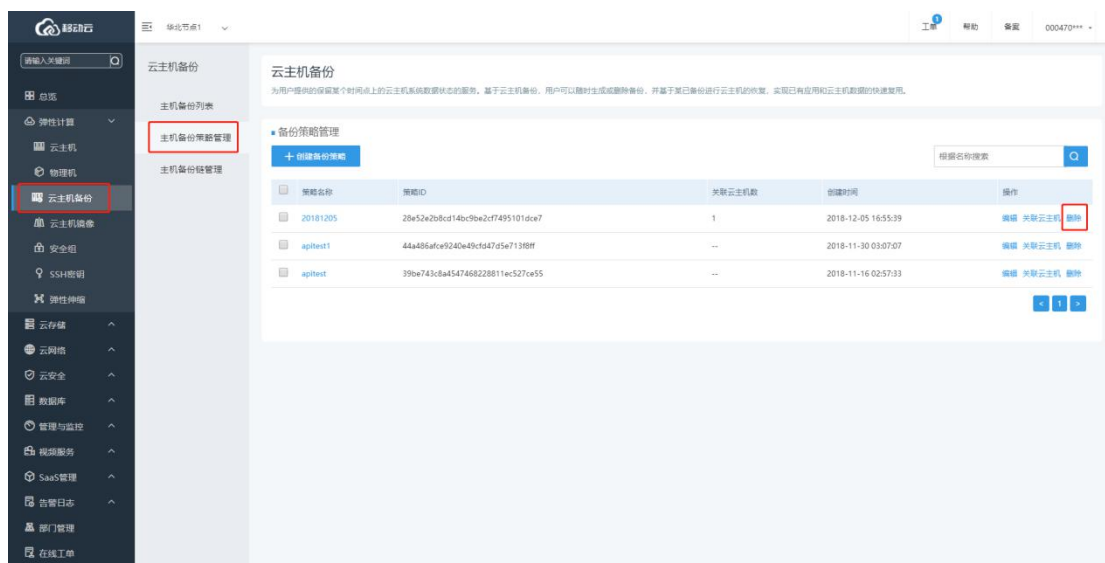 移动云
华北节点1
工单
帮助
备案
000470***
请输入关键词
总览
弹性计算
云主机
物理机
云主机备份
云主机镜像
安全组
SSH密钥
弹性伸缩
云存储
云网络
云安全
数据库
管理与监控
视频服务
SaaS管理
告警日志
部门管理
在线工单
云主机备份
主机备份列表
主机备份策略管理
主机备份链管理
云主机备份
为用户提供的保留某个时间点上的云主机系统数据状态的服务。基于云主机备份，用户可以随时生成或删除备份，并基于某已备份进行云主机的恢复，实现已有应用和云主机数据的快速复用。
备份策略管理
创建备份策略
根据名称搜索
策略名称 策略ID 关联云主机数 创建时间 操作
20181205 28e52e2b8cd14bc9be2cf7495101dce7 1 2018-12-05 16:55:39 编辑 关联云主机 删除
apitest1 44a486afce9240e49cfd47d5e713f8ff -- 2018-11-30 03:07:07 编辑 关联云主机 删除
apitest 39be743c8a4547468228811ec527ce55 -- 2018-11-16 02:57:33 编辑 关联云主机 删除
< 1 >